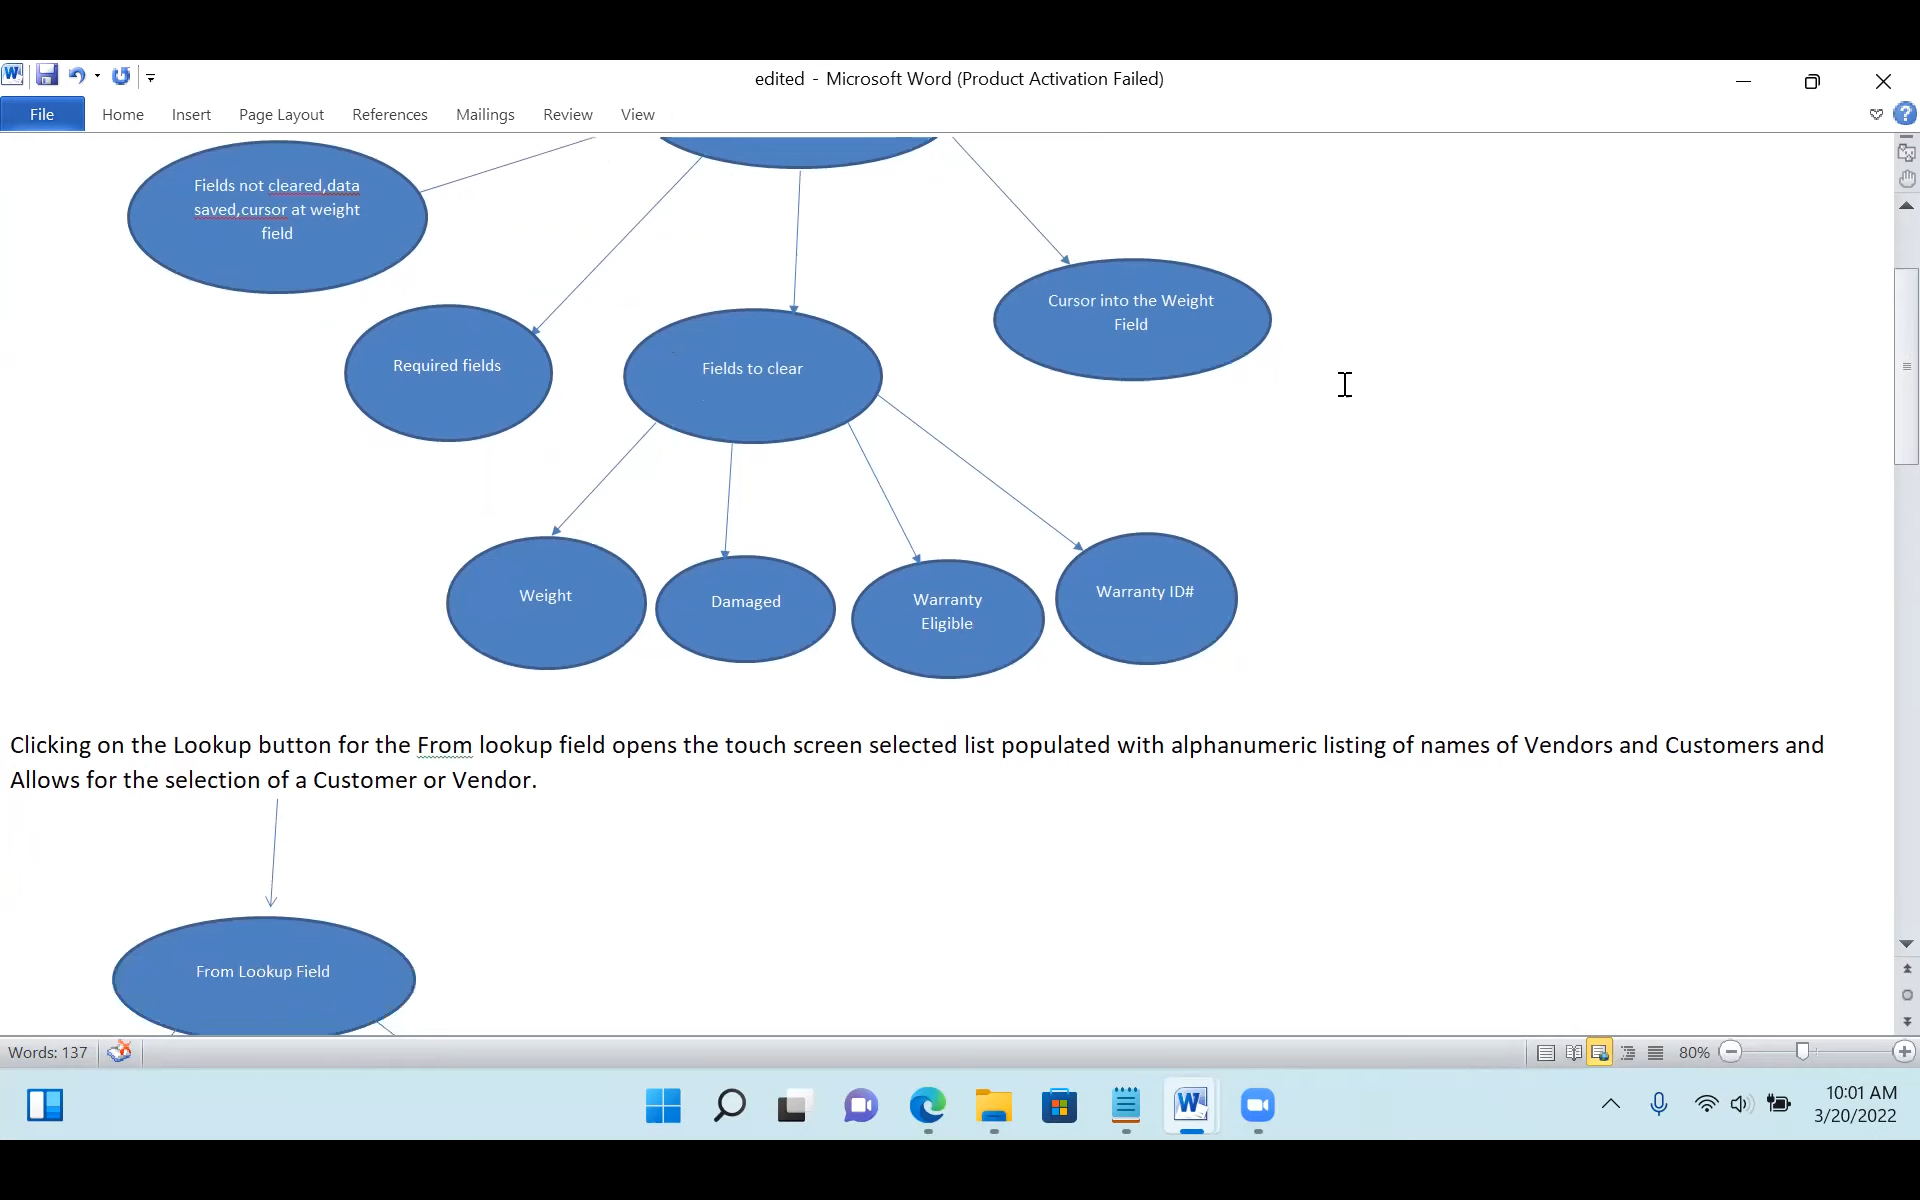 edited - Microsoft Word (Product Activation Failed)
File Home Insert Page Layout References Mailings Review View
Fields not cleared,data
saved,cursor at weight
field
Cursor into the Weight
Field
Required fields
Fields to clear
Weight
Damaged
Warranty
Eligible
Warranty ID#
Clicking on the Lookup button for the From lookup field opens the touch screen selected list populated with alphanumeric listing of names of Vendors and Customers and
Allows for the selection of a Customer or Vendor.
From Lookup Field
Words: 137
80%
10:01 AM
3/20/2022